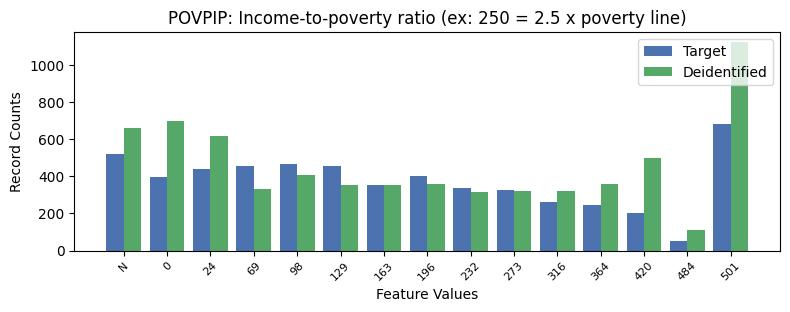 POVPIP: Income-to-poverty ratio (ex: 250 = 2.5 x poverty line)
Target
Deidentified
Record Counts
1000
800
600
400
200
0
N 0 24 69 98 129 163 196 232 273 316 364 420 484 501
Feature Values